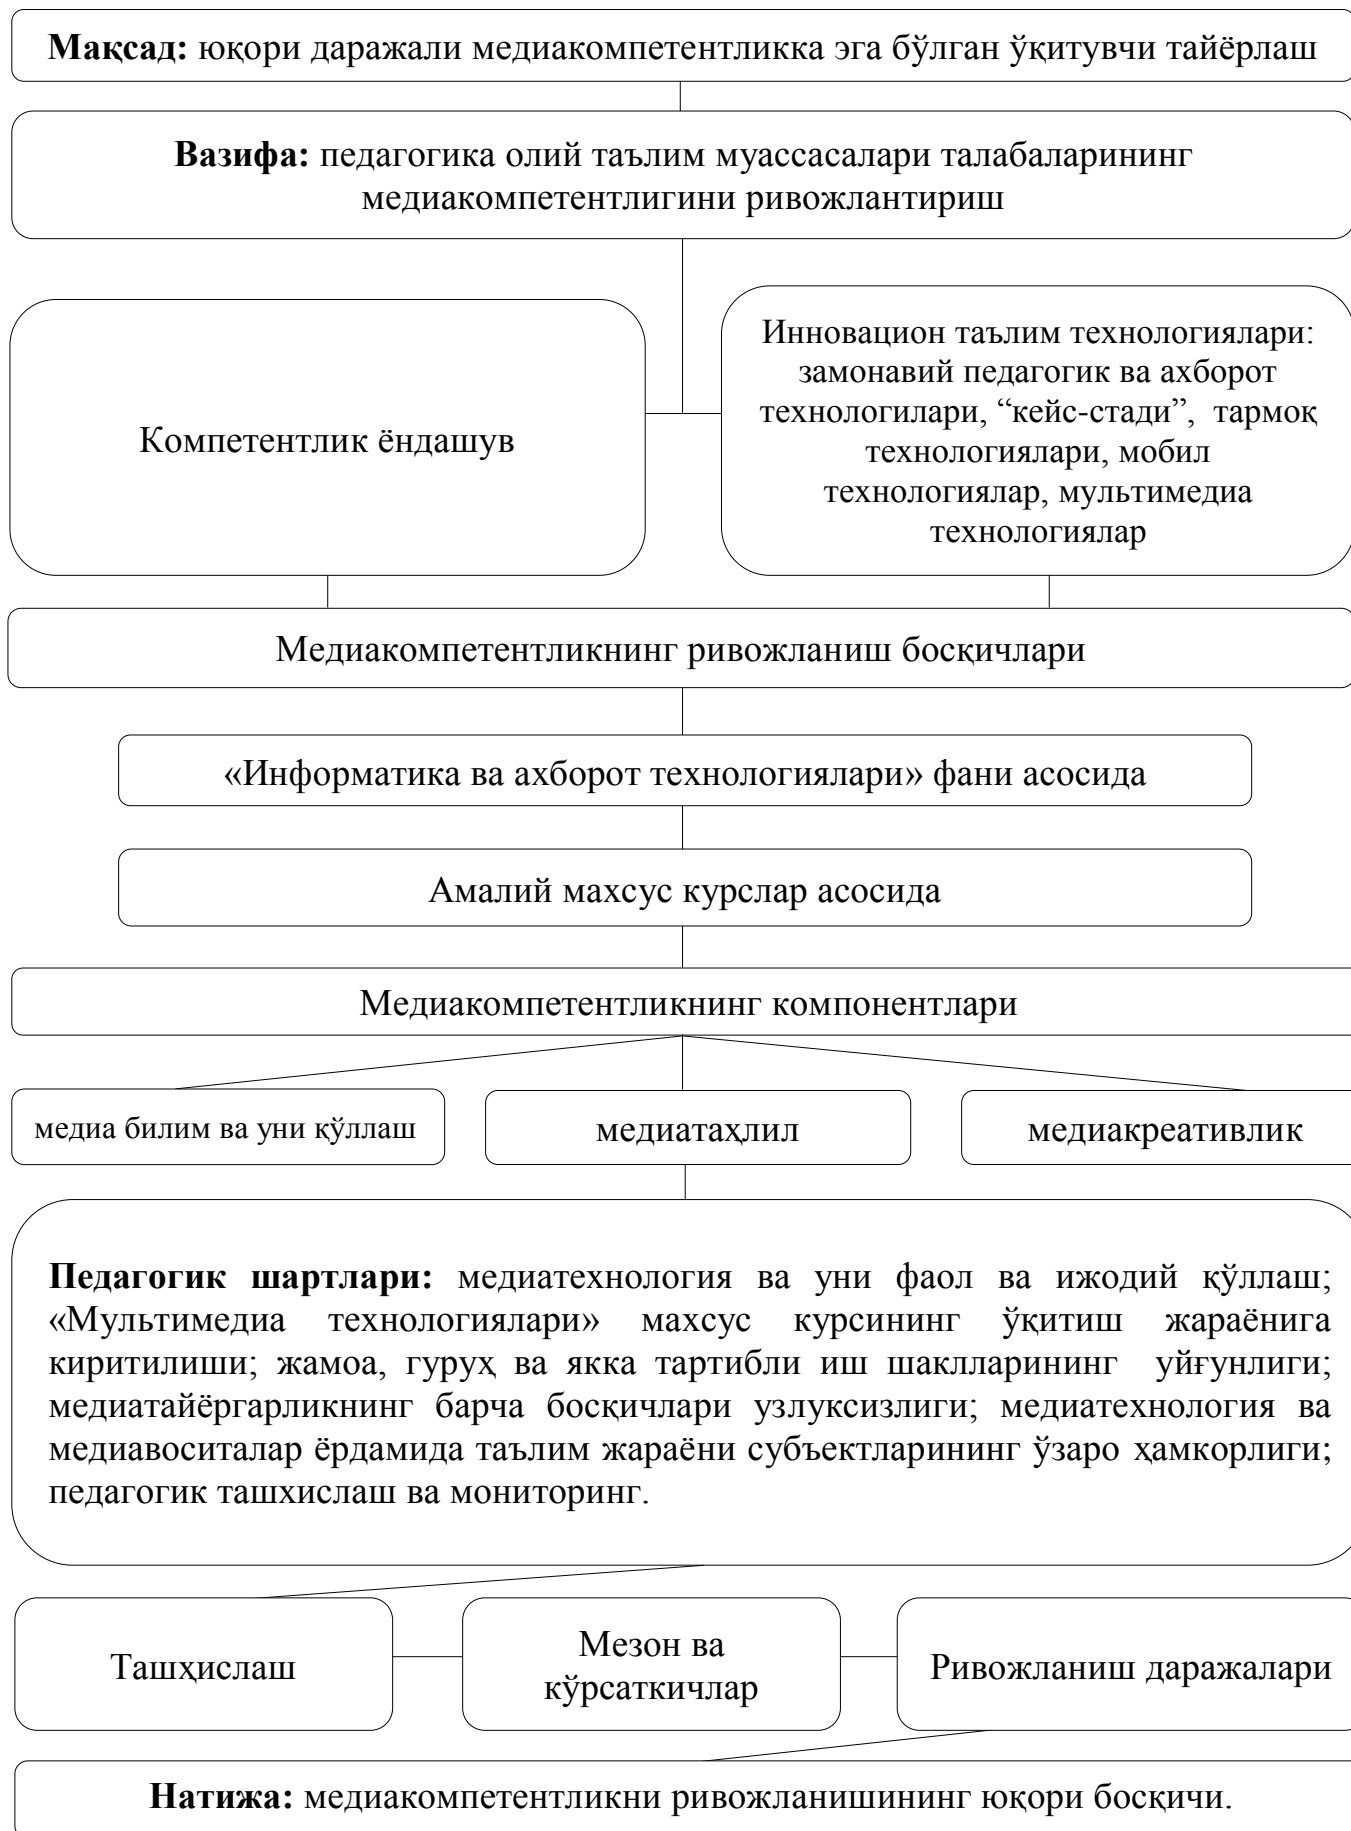 Мақсад: юқори даражали медиакомпетентликка эга бўлган ўқитувчи тайёрлаш
Вазифа: педагогика олий таълим муассасалари талабаларининг
медиакомпетентлигини ривожлантириш
Компетентлик ёндашув
Инновацион таълим технологиялари:
замонавий педагогик ва ахборот
технологилари, “кейс-стади”, тармоқ
технологиялари, мобил
технологиялар, мультимедиа
технологиялар
Медиакомпетентликнинг ривожланиш босқичлари
«Информатика ва ахборот технологиялари» фани асосида
Амалий махсус курслар асосида
Медиакомпетентликнинг компонентлари
медиа билим ва уни қўллаш
медиатаҳлил
медиакреативлик
Педагогик шартлари: медиатехнология ва уни фаол ва ижодий қўллаш;
«Мультимедиа технологиялари» махсус курсининг ўқитиш жараёнига
киритилиши; жамоа, гуруҳ ва якка тартибли иш шаклларининг уйғунлиги;
медиатайёргарликнинг барча босқичлари узлуксизлиги; медиатехнология ва
медиавоситалар ёрдамида таълим жараёни субъектларининг ўзаро ҳамкорлиги;
педагогик ташхислаш ва мониторинг.
Ташҳислаш
Мезон ва
кўрсаткичлар
Ривожланиш даражалари
Натижа: медиакомпетентликни ривожланишининг юқори босқичи.